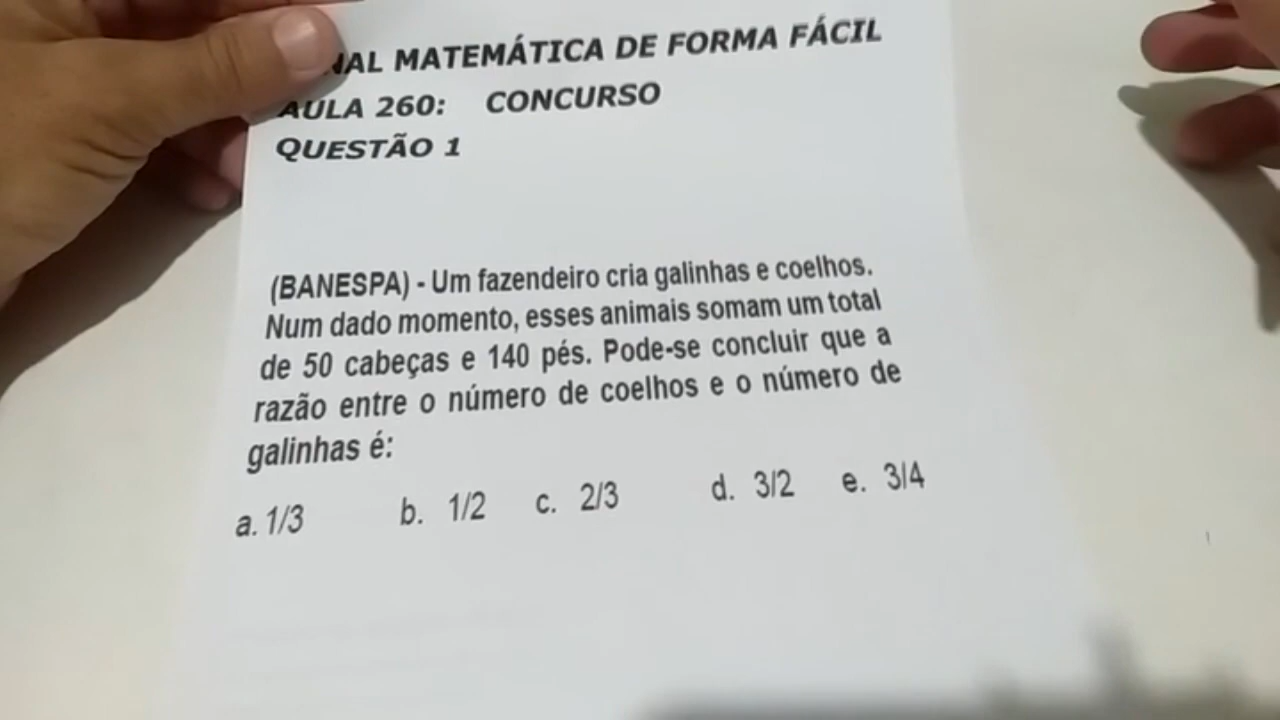 MATEMÁTICA DE FORMA FÁCIL
AULA 260: CONCURSO
QUESTÃO 1
(BANESPA) - Um fazendeiro cria galinhas e coelhos.
Num dado momento, esses animais somam um total
de 50 cabeças e 140 pés. Pode-se concluir que a
razão entre o número de coelhos e o número de
galinhas é:
a. 1/3 b. 1/2 c. 2/3 d. 3/2 e. 3/4